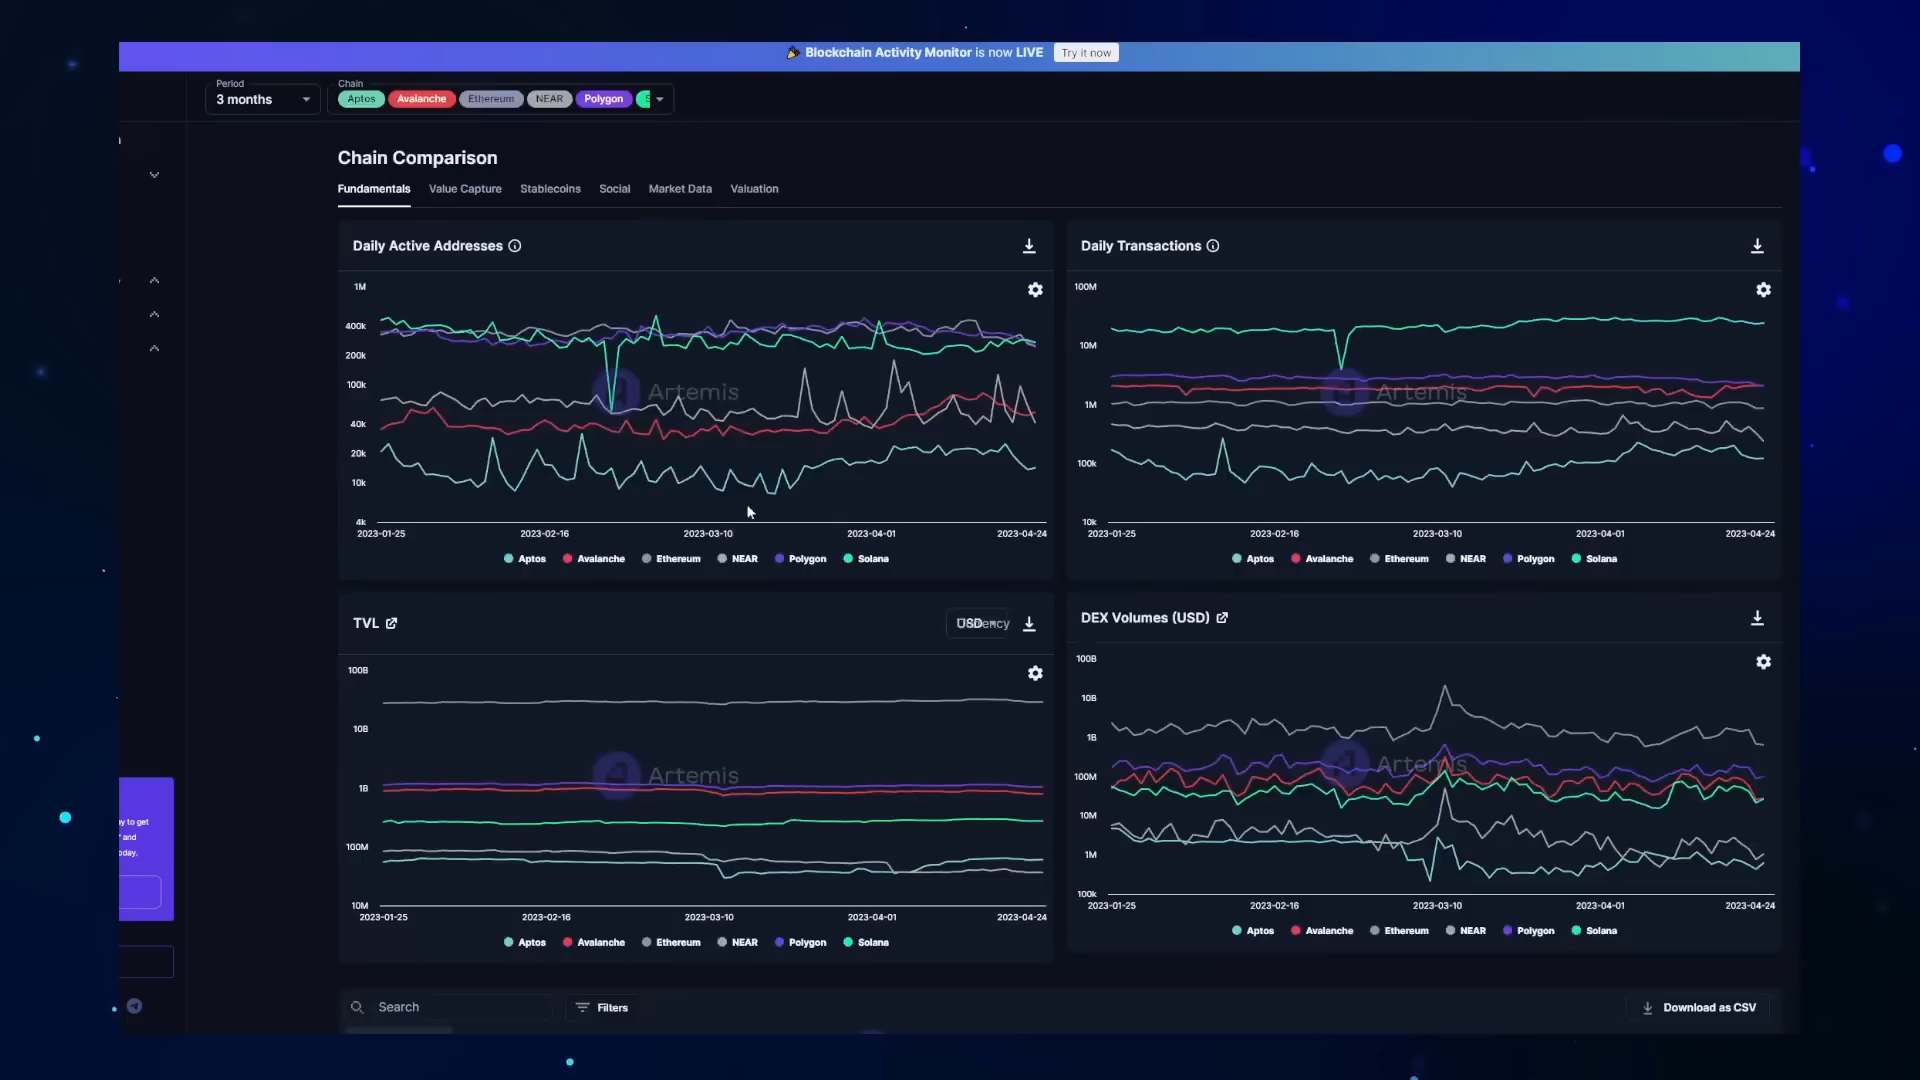 Blockchain Activity Monitor is now LIVE Try it now
Period
3 months
Chain
Aptos Avalanche Ethereum NEAR Polygon S
Chain Comparison
Fundamentals Value Capture Stablecoins Social Market Data Valuation
Daily Active Addresses
1M
400k
200k
100k
40k
20k
10k
4k
Artemis
2023-01-25 2023-02-16 2023-03-10 2023-04-01 2023-04-24
Aptos Avalanche Ethereum NEAR Polygon Solana
Daily Transactions
100M
10M
1M
100k
10k
Artemis
2023-01-25 2023-02-16 2023-03-10 2023-04-01 2023-04-24
Aptos Avalanche Ethereum NEAR Polygon Solana
TVL
USD
100B
10B
1B
100M
10M
Artemis
2023-01-25 2023-02-16 2023-03-10 2023-04-01 2023-04-24
Aptos Avalanche Ethereum NEAR Polygon Solana
DEX Volumes (USD)
100B
10B
1B
100M
10M
1M
100k
Artemis
2023-01-25 2023-02-16 2023-03-10 2023-04-01 2023-04-24
Aptos Avalanche Ethereum NEAR Polygon Solana
y to get
and
oday.
Search
Filters
Download as CSV